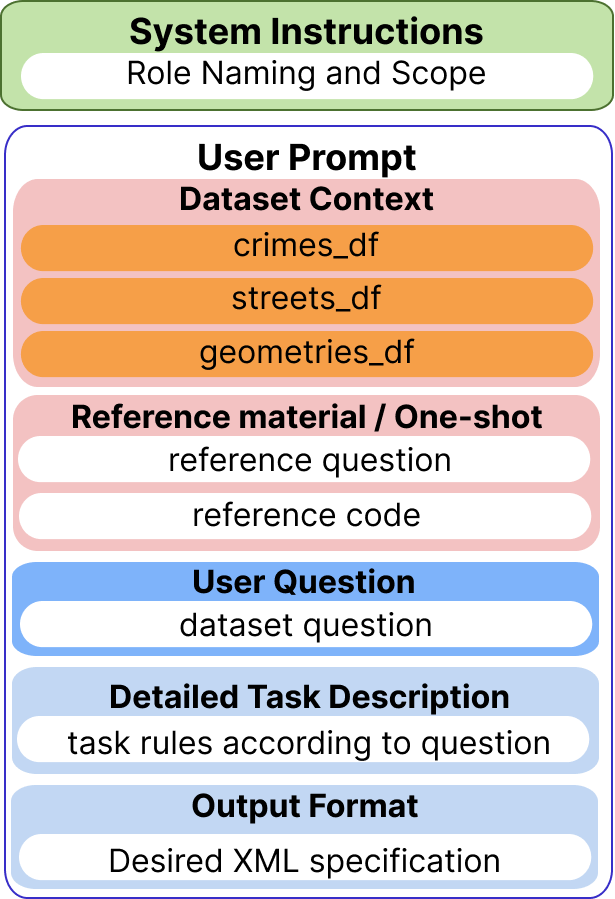 System Instructions
Role Naming and Scope
User Prompt
Dataset Context
crimes_df
streets_df
geometries_df
Reference material / One-shot
reference question
reference code
User Question
dataset question
Detailed Task Description
task rules according to question
Output Format
Desired XML specification